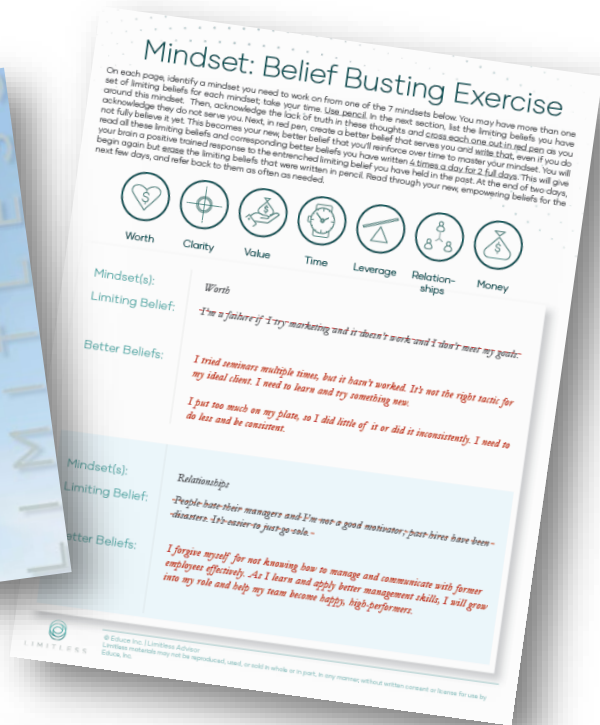 LIMITLESS
Mindset: Belief Busting Exercise
On each page, identify a mindset you need to work on from one of the 7 mindsets below. You may have more than one
set of limiting beliefs for each mindset; take your time. Use pencil. In the next section, list the limiting beliefs you have
around this mindset. Then, acknowledge the lack of truth in these thoughts and cross each one out in red pen as you
acknowledge they do not serve you. Next, in red pen, create a better belief that serves you and write that, even if you do
not fully believe it yet. This becomes your new, better belief that you'll reinforce over time to master your mindset. You will
read all these limiting beliefs and corresponding better beliefs you have written 4 times a day for 2 full days. This will give
your brain a positive trained response to the entrenched limiting belief you have held in the past. At the end of two days,
begin again but erase the limiting beliefs that were written in pencil. Read through your new, empowering beliefs for the
next few days, and refer back to them as often as needed.
Worth
Clarity
Value
Time
Leverage
Relation-
ships
Money
Mindset(s): Worth
Limiting Belief: I'm a failure if I try marketing and it doesn't work and I don't meet my goals.
Better Beliefs: I tried seminars multiple times, but it hasn't worked. It's not the right tactic for
my ideal client. I need to learn and try something new.
I put too much on my plate, so I did little of it or did it inconsistently. I need to
do less and be consistent.
Mindset(s): Relationships
Limiting Belief: People hate their managers and I'm not a good motivator; past hires have been
disasters. It's easier to just go solo.
etter Beliefs: I forgive myself for not knowing how to manage and communicate with former
employees effectively. As I learn and apply better management skills, I will grow
into my role and help my team become happy, high-performers.
LIMITLESS
© Educe Inc. | Limitless Advisor
Limitless materials may not be reproduced, used, or sold in whole or in part, in any manner, without written consent or license for use by
Educe, Inc.